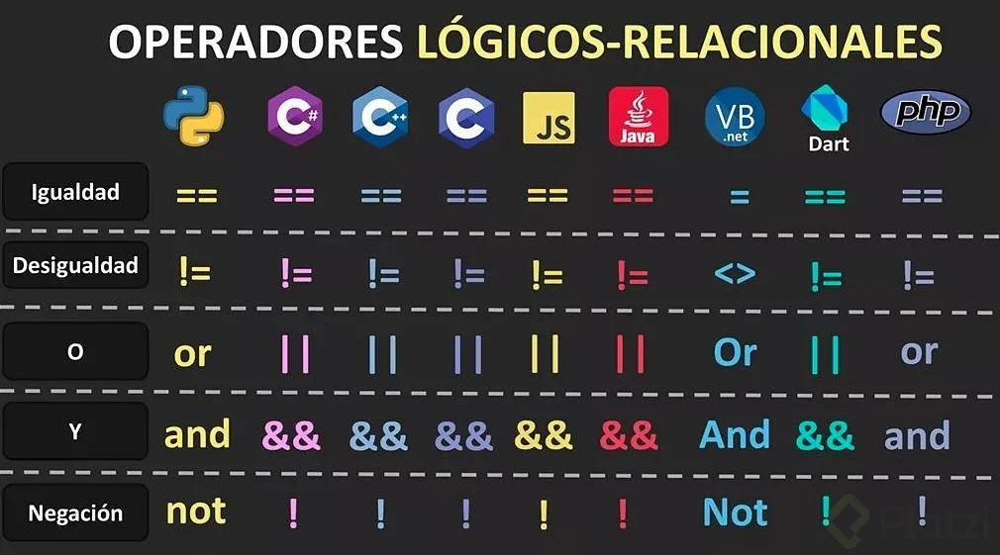 OPERADORES LÓGICOS-RELACIONALES
C# C++ C JS Java VB .net Dart php
Igualdad == == == == == == = == ==
Desigualdad != != != != != != <> != !=
O or || || || || || Or || or
Y and && && && && && And && and
Negación not ! ! ! ! ! Not ! !
Platzi